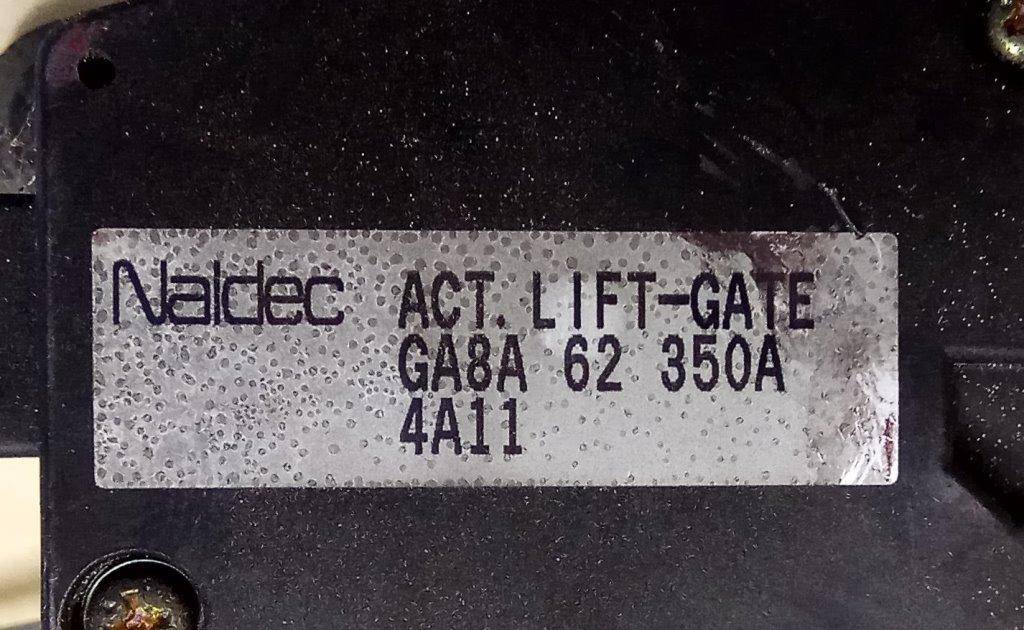 Naldec ACT. LIFT-GATE
GA8A 62 350A
4A11